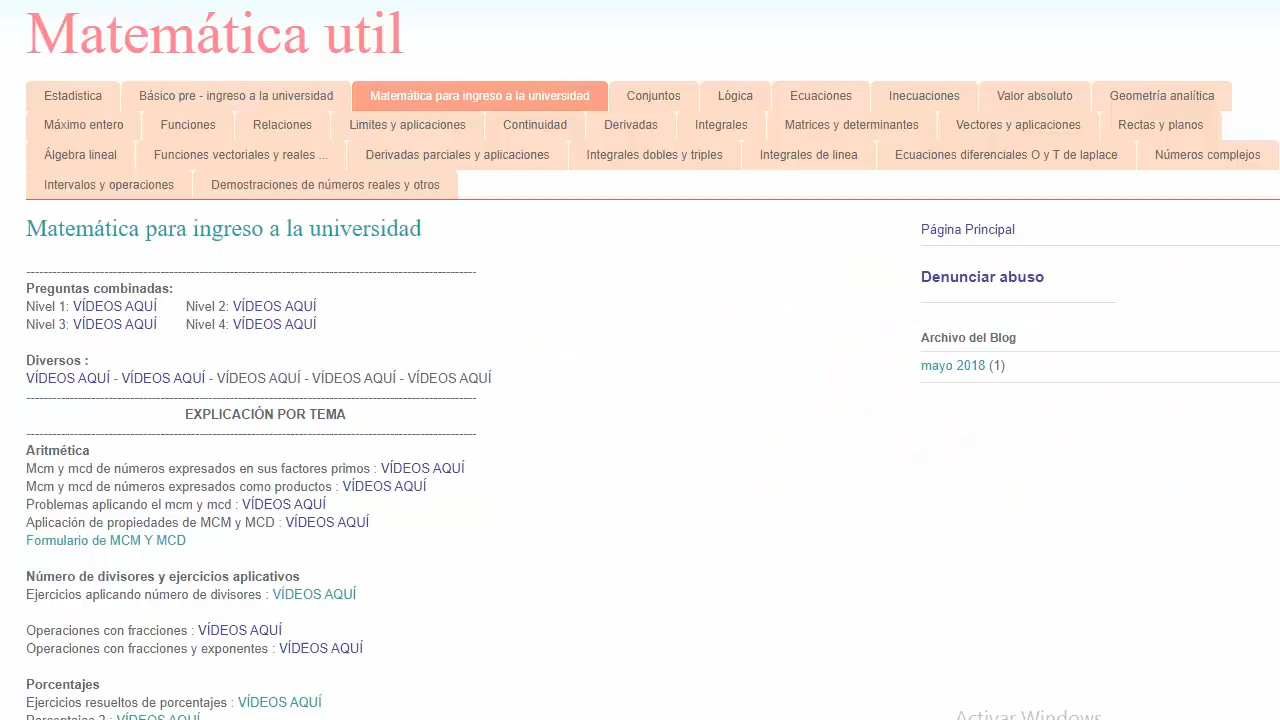 Matemática util
Estadistica Básico pre - ingreso a la universidad Matemática para ingreso a la universidad Conjuntos Lógica Ecuaciones Inecuaciones Valor absoluto Geometría analítica
Máximo entero Funciones Relaciones Limites y aplicaciones Continuidad Derivadas Integrales Matrices y determinantes Vectores y aplicaciones Rectas y planos
Álgebra lineal Funciones vectoriales y reales ... Derivadas parciales y aplicaciones Integrales dobles y triples Integrales de linea Ecuaciones diferenciales O y T de laplace Números complejos
Intervalos y operaciones Demostraciones de números reales y otros
Matemática para ingreso a la universidad
Preguntas combinadas:
Nivel 1: VÍDEOS AQUÍ Nivel 2: VÍDEOS AQUÍ
Nivel 3: VÍDEOS AQUÍ Nivel 4: VÍDEOS AQUÍ
Diversos :
VÍDEOS AQUÍ - VÍDEOS AQUÍ - VÍDEOS AQUÍ - VÍDEOS AQUÍ - VÍDEOS AQUÍ
EXPLICACIÓN POR TEMA
Aritmética
Mcm y mcd de números expresados en sus factores primos : VÍDEOS AQUÍ
Mcm y mcd de números expresados como productos : VÍDEOS AQUÍ
Problemas aplicando el mcm y mcd : VÍDEOS AQUÍ
Aplicación de propiedades de MCM y MCD : VÍDEOS AQUÍ
Formulario de MCM Y MCD
Número de divisores y ejercicios aplicativos
Ejercicios aplicando número de divisores : VÍDEOS AQUÍ
Operaciones con fracciones : VÍDEOS AQUÍ
Operaciones con fracciones y exponentes : VÍDEOS AQUÍ
Porcentajes
Ejercicios resueltos de porcentajes : VÍDEOS AQUÍ
Porcentajes 2 : VÍDEOS AQUÍ
Página Principal
Denunciar abuso
Archivo del Blog
mayo 2018 (1)
Activar Windows